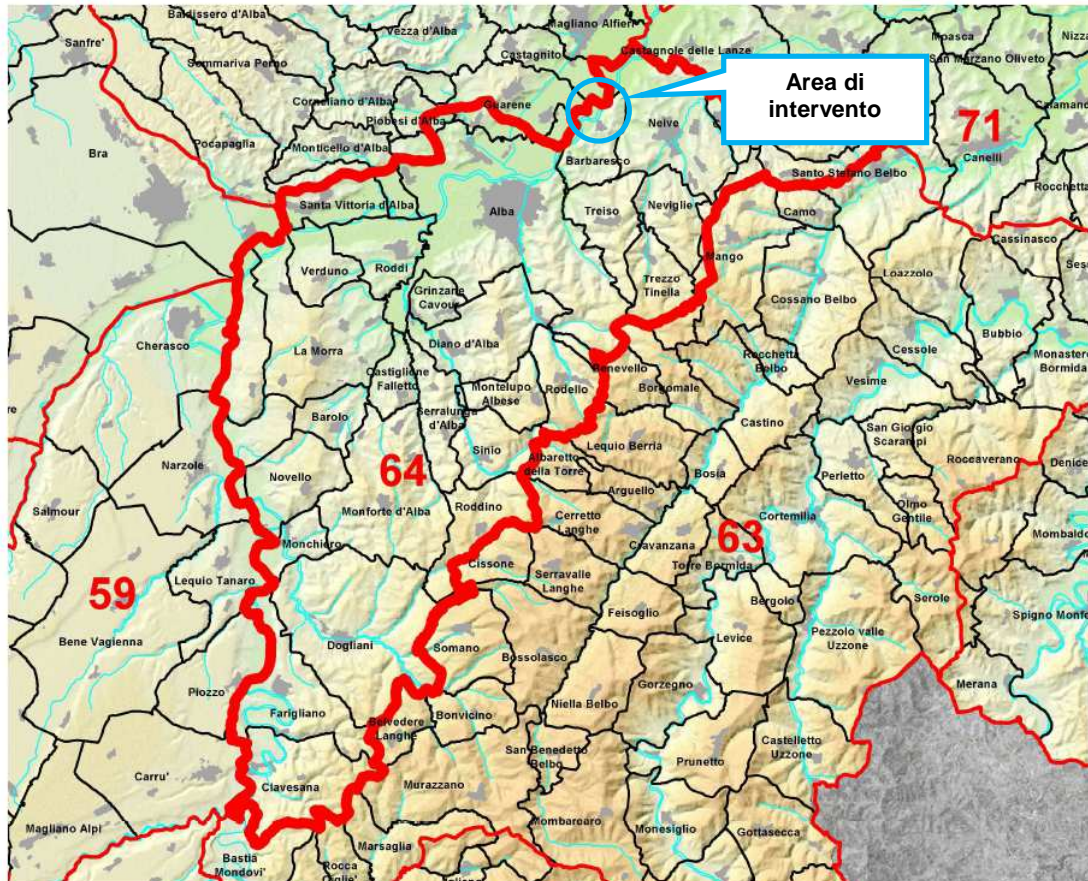 Baldissero d'Alba
Sanfre'
Vezza d'Alba
Magliano Alfieri
Castagnito
Castagnole delle Lanze
Sommariva Perno
Nizza
San Marzano Oliveto
Area di
intervento
Corneliano d'Alba
Guarene
Piobesi d'Alba
Pocapaglia
Calamand
Neive
71
Monticello d'Alba
Bra
Barbaresco
Canelli
Santo Stefano Belbo
Rocchetta
Santa Vittoria d'Alba
Alba
Treiso
Neviglie
Camo
Cassinasco
Mango
Verduno
Roddi
Loazzolo
Trezzo
Tinella
Grinzane
Cavour
Cossano Belbo
Bubbio
Cherasco
Diano d'Alba
La Morra
Rocchetta
Belbo
Cessole
Monastero
Bormida
Castiglione
Falletto
Benevello
Montelupo
Albese
Rodello
Borgomale
Vesime
Barolo
Serralunga
d'Alba
Castino
San Giorgio
Scarampi
Sinio
Lequio Berria
Albaretto
della Torre
Roccaverano
Denice
Narzole
64
Novello
Bosia
Perletto
Arguello
Salmour
Monforte d'Alba
Roddino
Cerretto
Langhe
Olmo
Gentile
Cortemilia
Mombaldo
Monchiero
Cravanzana
63
Torre Bormida
Cissone
Serravalle
Langhe
Lequio Tanaro
59
Bergolo
Serole
Feisoglio
Bene Vagienna
Spigno Monfe
Levice
Pezzolo valle
Uzzone
Dogliani
Somano
Bossolasco
Gorzegno
Merana
Piozzo
Niella Belbo
Farigliano
Bonvicino
Belvedere
Langhe
Castelletto
Uzzone
San Benedetto
Belbo
Prunetto
Carru'
Clavesana
Murazzano
Mombarcaro
Monesiglio
Magliano Alpi
Gottasecca
Marsaglia
Bastia
Mondovi'
Rocca
Ciglie'